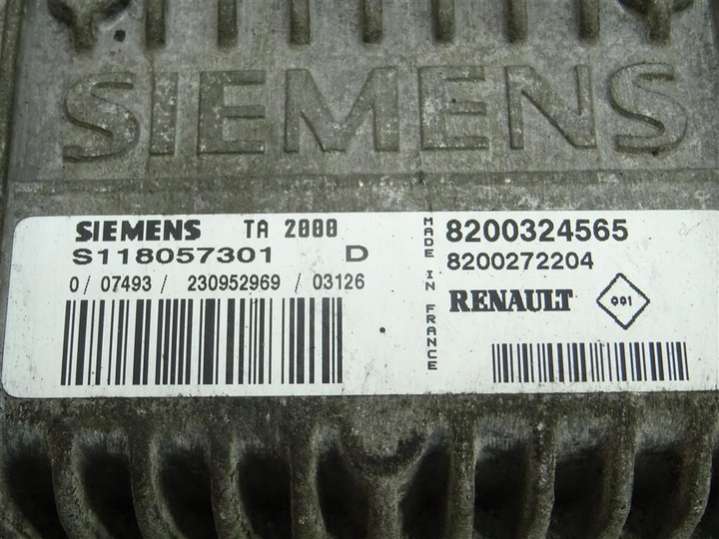 SIEMENS
SIEMENS TA 2000
S118057301 D
0/ 07493/ 230952969 / 03126
MADE IN FRANCE
8200324565
8200272204
RENAULT 001